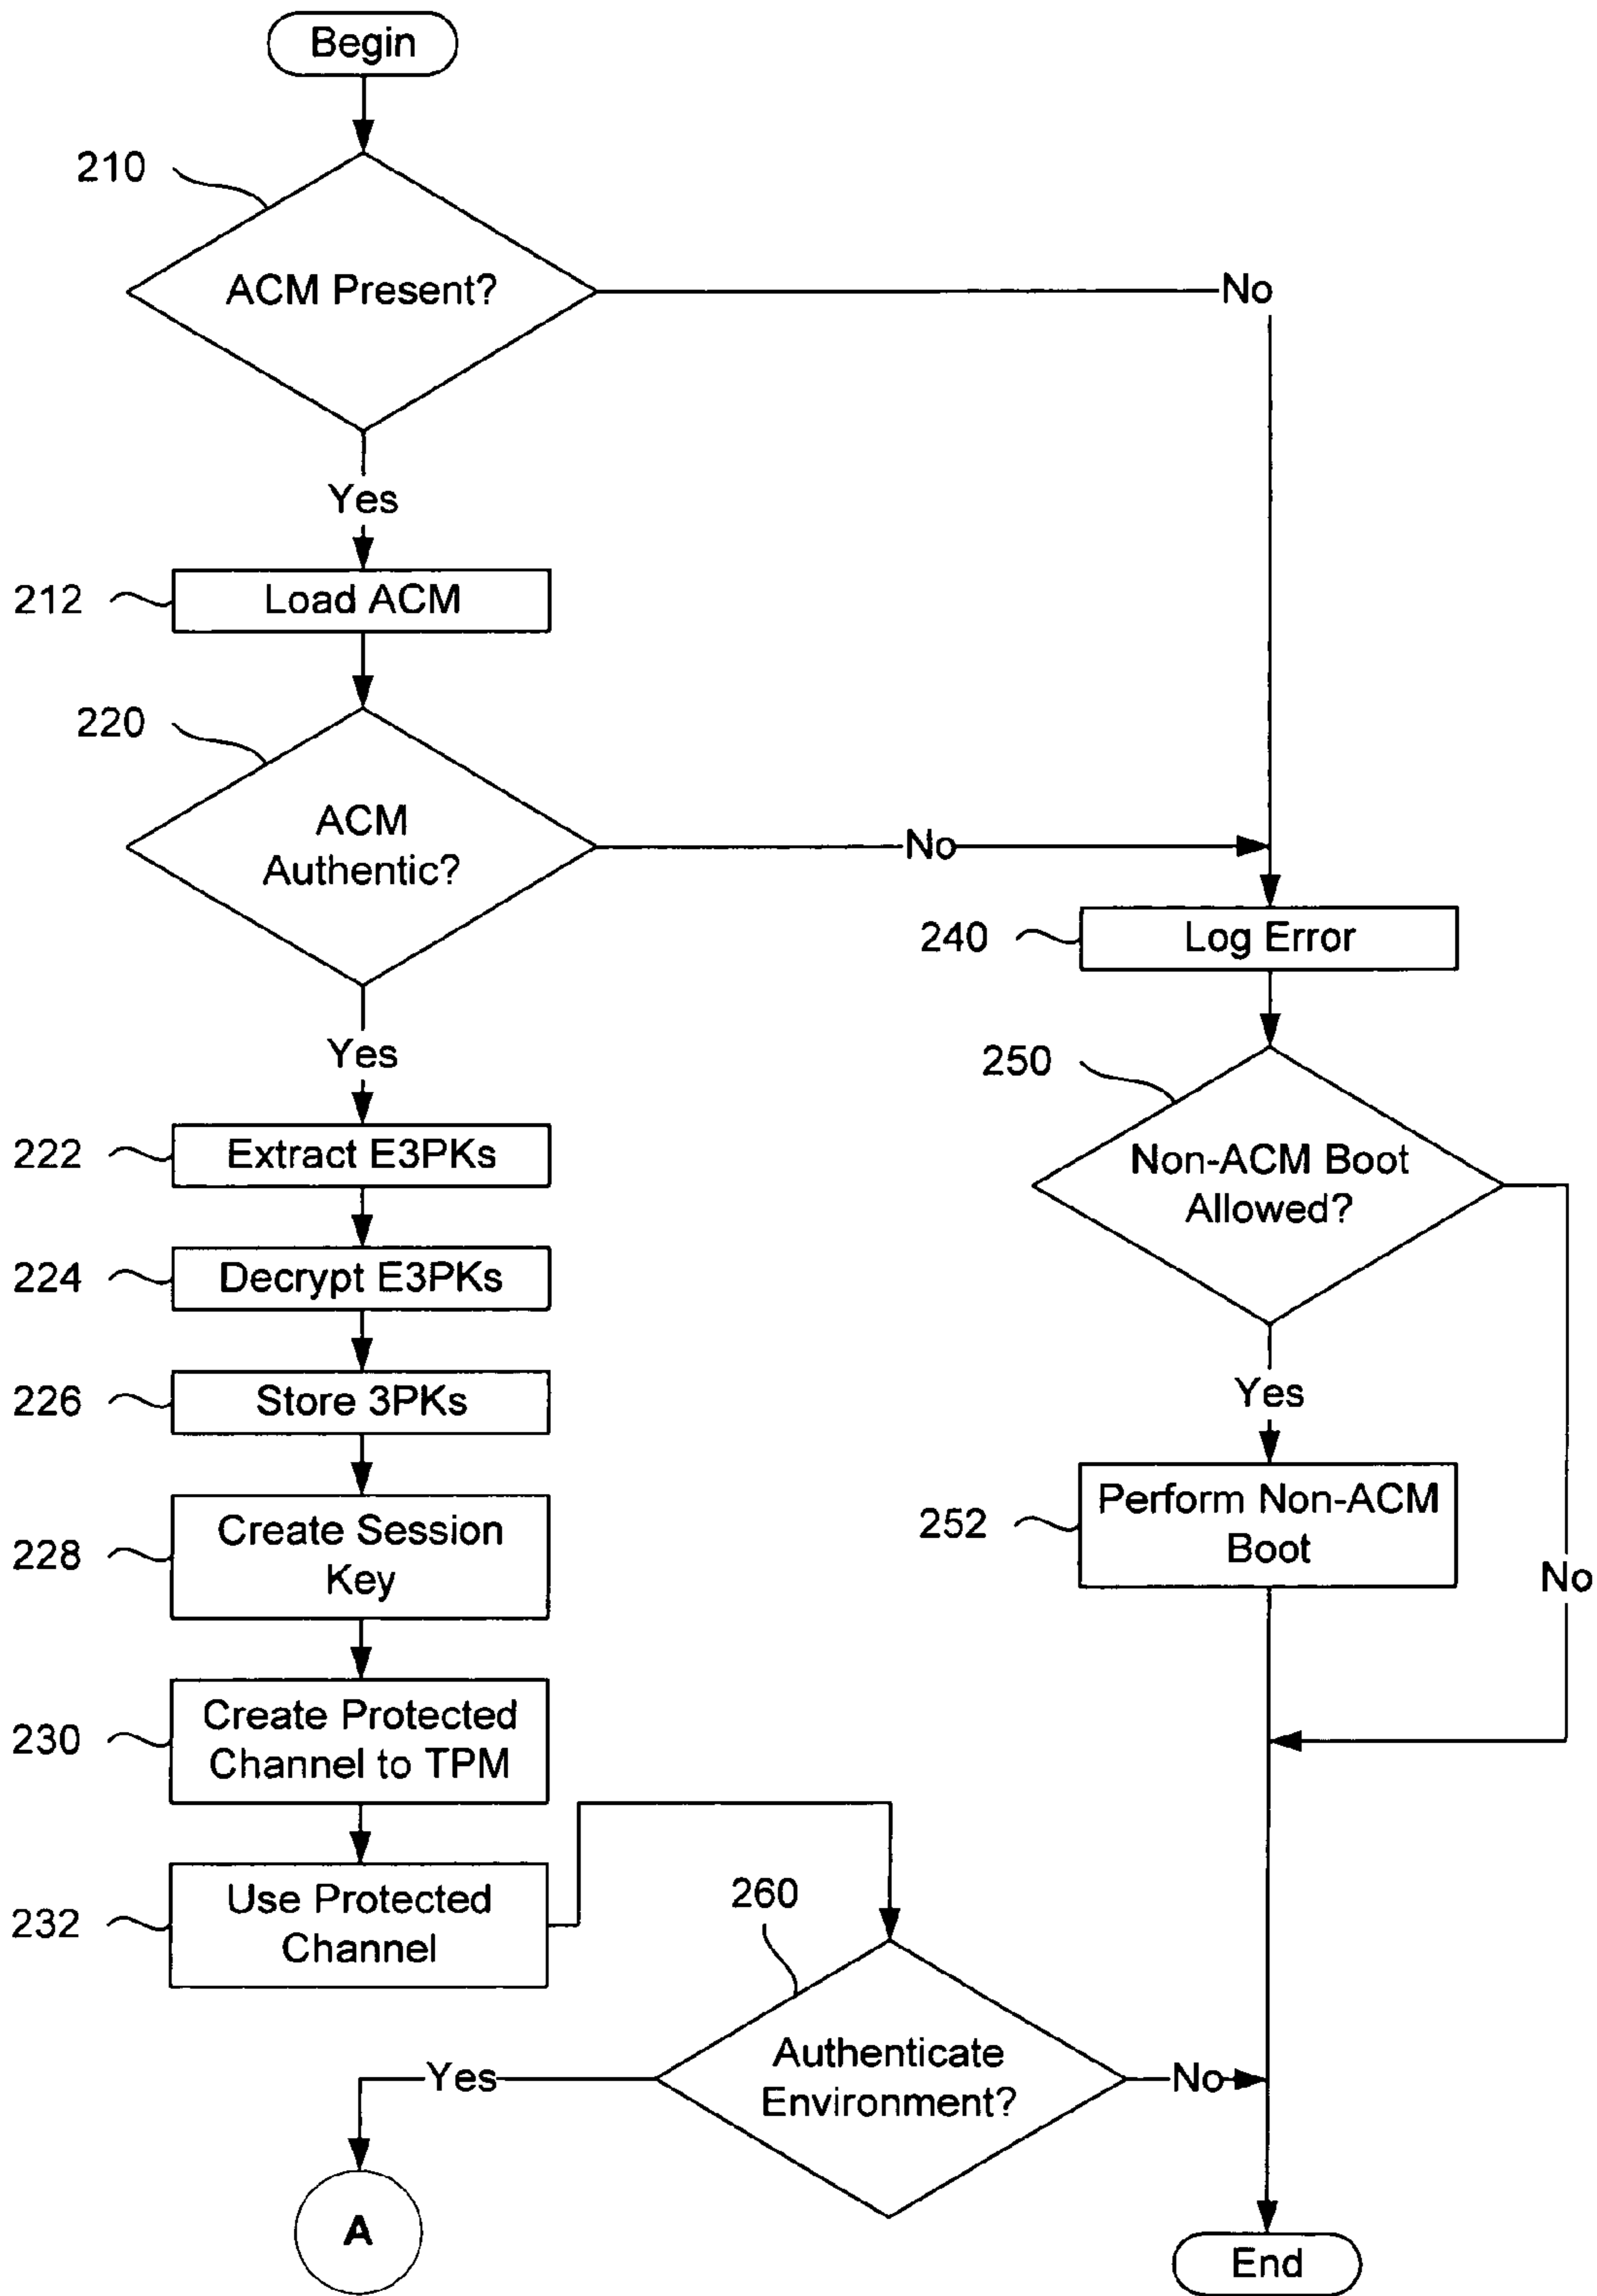 Begin
210
ACM Present?
No
Yes
212
Load ACM
220
ACM
Authentic?
No
Yes
240
Log Error
250
Non-ACM Boot
Allowed?
222
Extract E3PKs
224
Decrypt E3PKs
226
Store 3PKs
Yes
228
Create Session
Key
252
Perform Non-ACM
Boot
No
230
Create Protected
Channel to TPM
232
Use Protected
Channel
260
Authenticate
Environment?
Yes
No
A
End